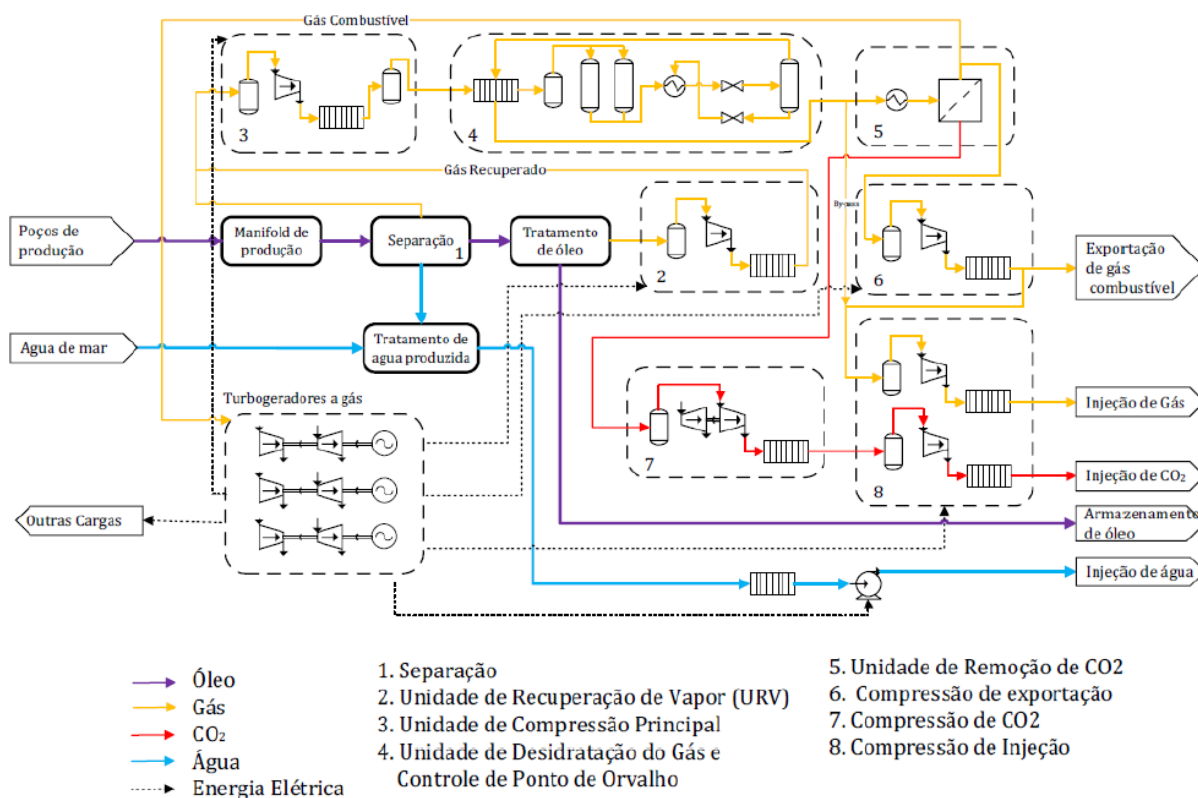 Gás Combustível
3
4
5
Gás Recuperado
By-pass
Poços de
produção
Manifold de
produção
Separação
1
Tratamento
de óleo
2
6
Exportação
de gás
combustível
Agua de mar
Tratamento de
agua produzida
Turbogeradores a gás
7
8
Injeção de Gás
Injeção de CO₂
Outras Cargas
Armazenamento
de óleo
Injeção de água
Óleo
Gás
CO₂
Água
Energia Elétrica
1. Separação
2. Unidade de Recuperação de Vapor (URV)
3. Unidade de Compressão Principal
4. Unidade de Desidratação do Gás e
Controle de Ponto de Orvalho
5. Unidade de Remoção de CO2
6. Compressão de exportação
7. Compressão de CO2
8. Compressão de Injeção